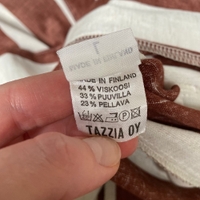 MADE IN FINLAND
44 % VISKOOSI
33 % PUUVILLA
23 % PELLAVA
TAZZIA OY